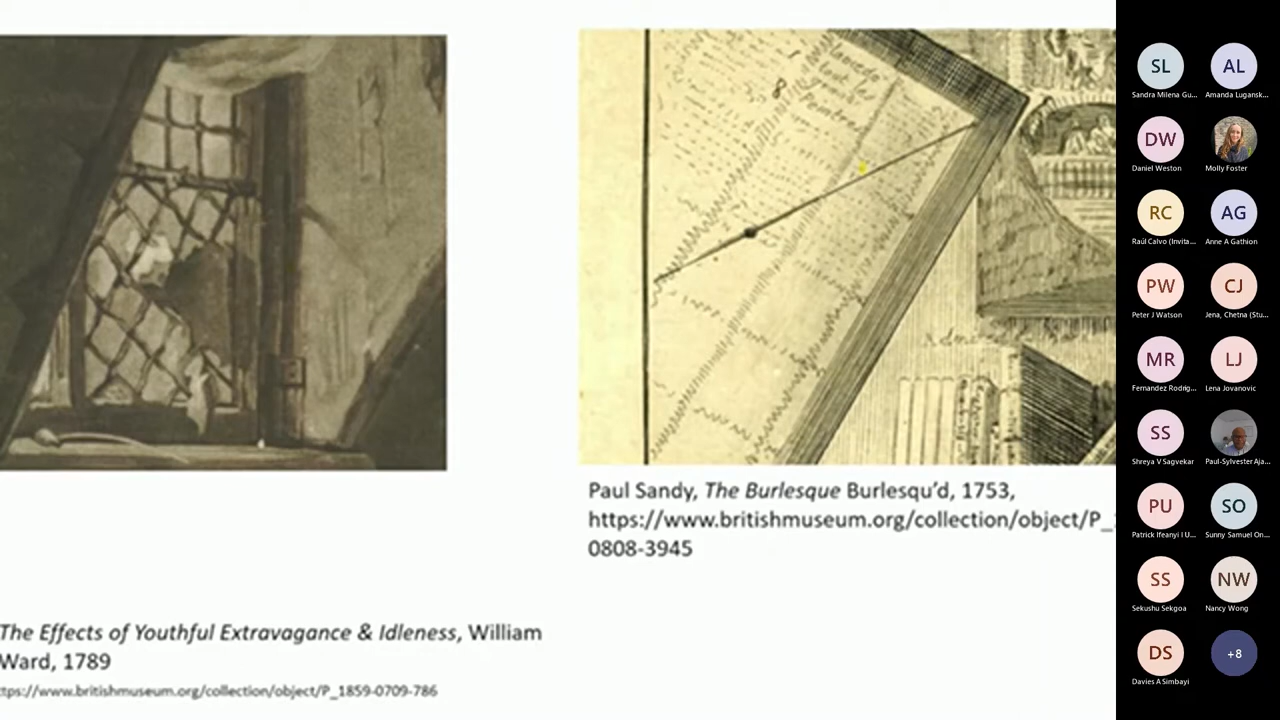 Paul Sandy, The Burlesque Burlesqu'd, 1753,
https://www.britishmuseum.org/collection/object/P_
0808-3945
The Effects of Youthful Extravagance & Idleness, William
Ward, 1789
tps://www.britishmuseum.org/collection/object/P_1859-0709-786
SL
Sandra Milena Gu...
AL
Amanda Lugansk...
DW
Daniel Weston
Molly Foster
RC
Raúl Calvo (Invita...
AG
Anne A Gathion
PW
Peter J Watson
CJ
Jena, Chetna (Stu...
MR
Fernandez Rodrig...
LJ
Lena Jovanovic
SS
Shreya V Sagvekar
Paul-Sylvester Aja...
PU
Patrick Ifeanyi I U...
SO
Sunny Samuel On...
SS
Sekushu Sekgoa
NW
Nancy Wong
DS
Davies A Simbayi
+8